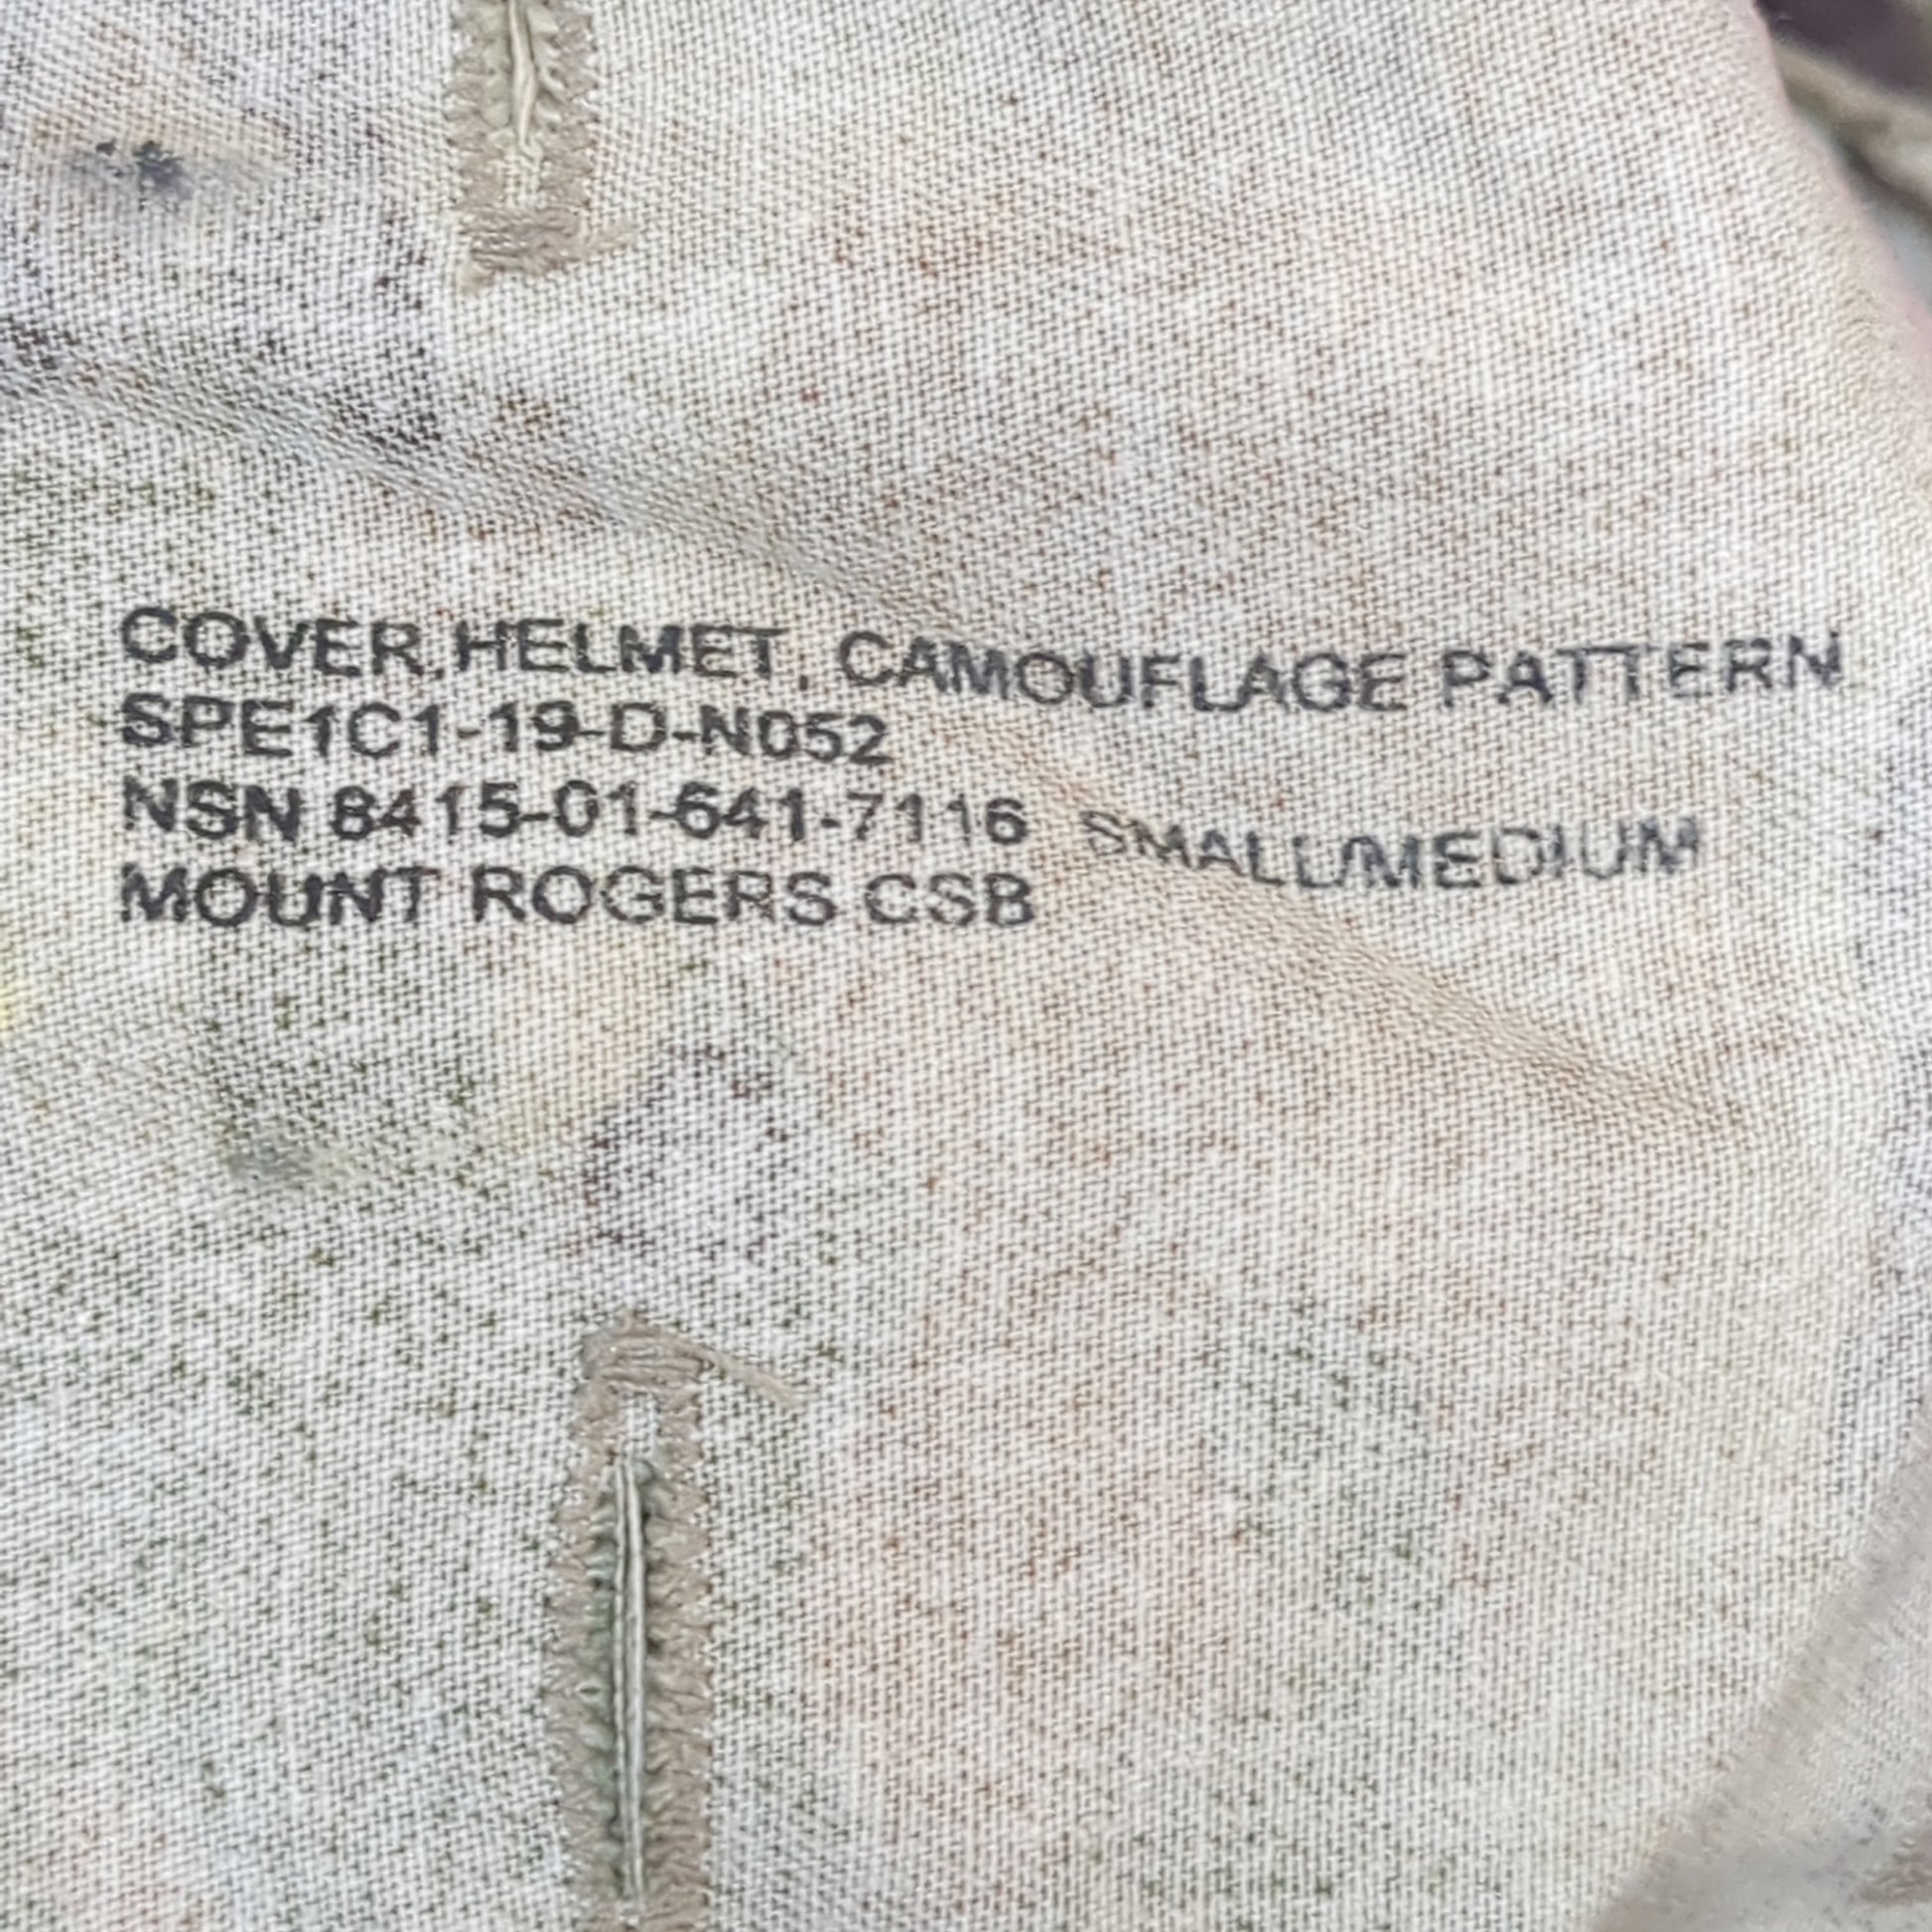 COVER,HELMET, CAMOUFLAGE PATTERN
SPE1C1-19-D-N052
NSN 8415-01-641-7116 SMALL/MEDIUM
MOUNT ROGERS CSB